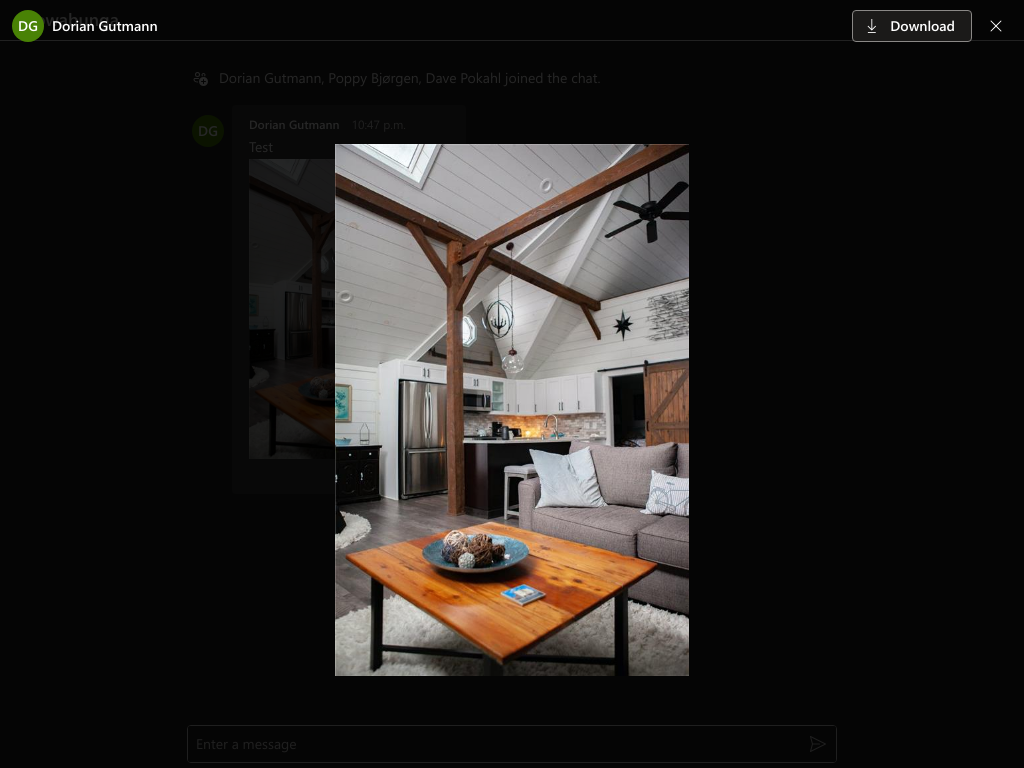 DG Dorian Gutmann
Download
Dorian Gutmann, Poppy Bjørgen, Dave Pokahl joined the chat.
DG
Dorian Gutmann 10:47 p.m.
Test
Enter a message